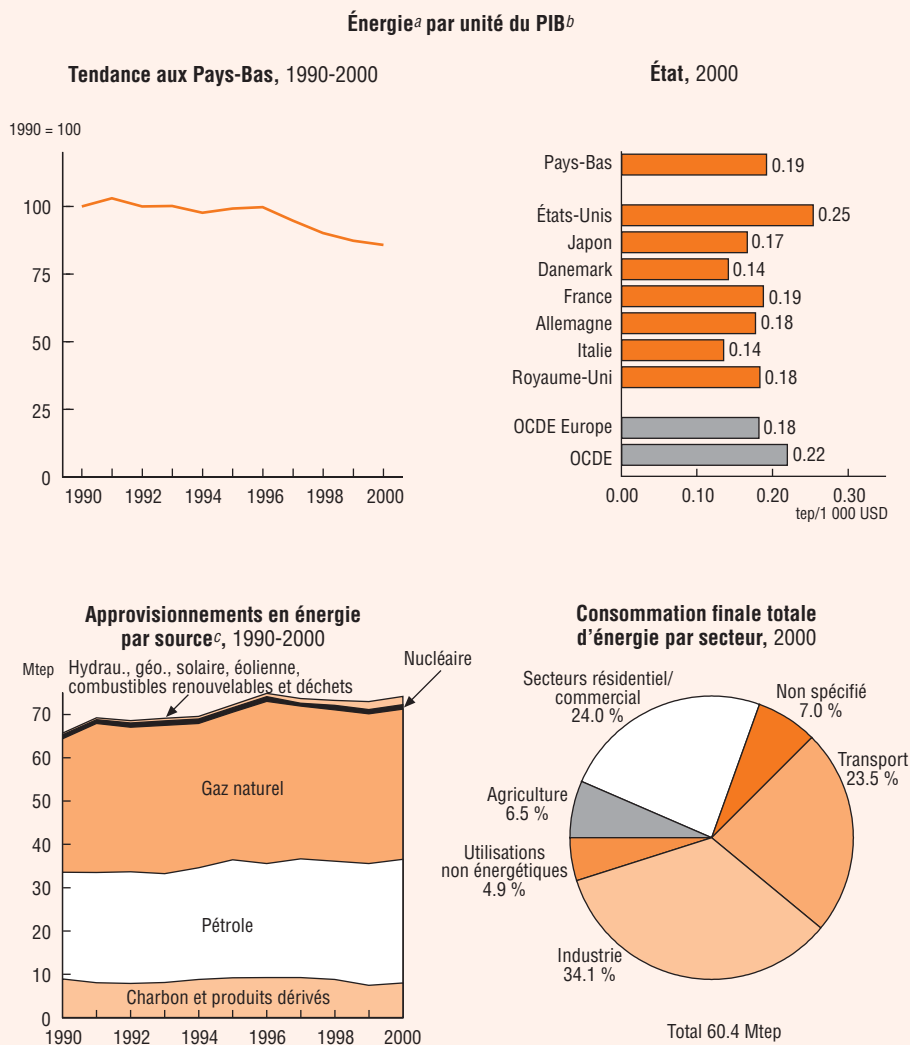 Énergieᵃ par unité du PIBᵇ
Tendance aux Pays-Bas, 1990-2000
1990 = 100
100
75
50
25
0
1990 1992 1994 1996 1998 2000
État, 2000
Pays-Bas 0.19
États-Unis 0.25
Japon 0.17
Danemark 0.14
France 0.19
Allemagne 0.18
Italie 0.14
Royaume-Uni 0.18
OCDE Europe 0.18
OCDE 0.22
0.00 0.10 0.20 0.30
tep/1 000 USD
Approvisionnements en énergie
par sourceᶜ, 1990-2000
Mtep
Hydrau., géo., solaire, éolienne,
combustibles renouvelables et déchets
Nucléaire
70
60
50
40
30
20
10
0
Gaz naturel
Pétrole
Charbon et produits dérivés
1990 1992 1994 1996 1998 2000
Consommation finale totale
d'énergie par secteur, 2000
Secteurs résidentiel/
commercial
24.0 %
Non spécifié
7.0 %
Transport
23.5 %
Agriculture
6.5 %
Utilisations
non énergétiques
4.9 %
Industrie
34.1 %
Total 60.4 Mtep